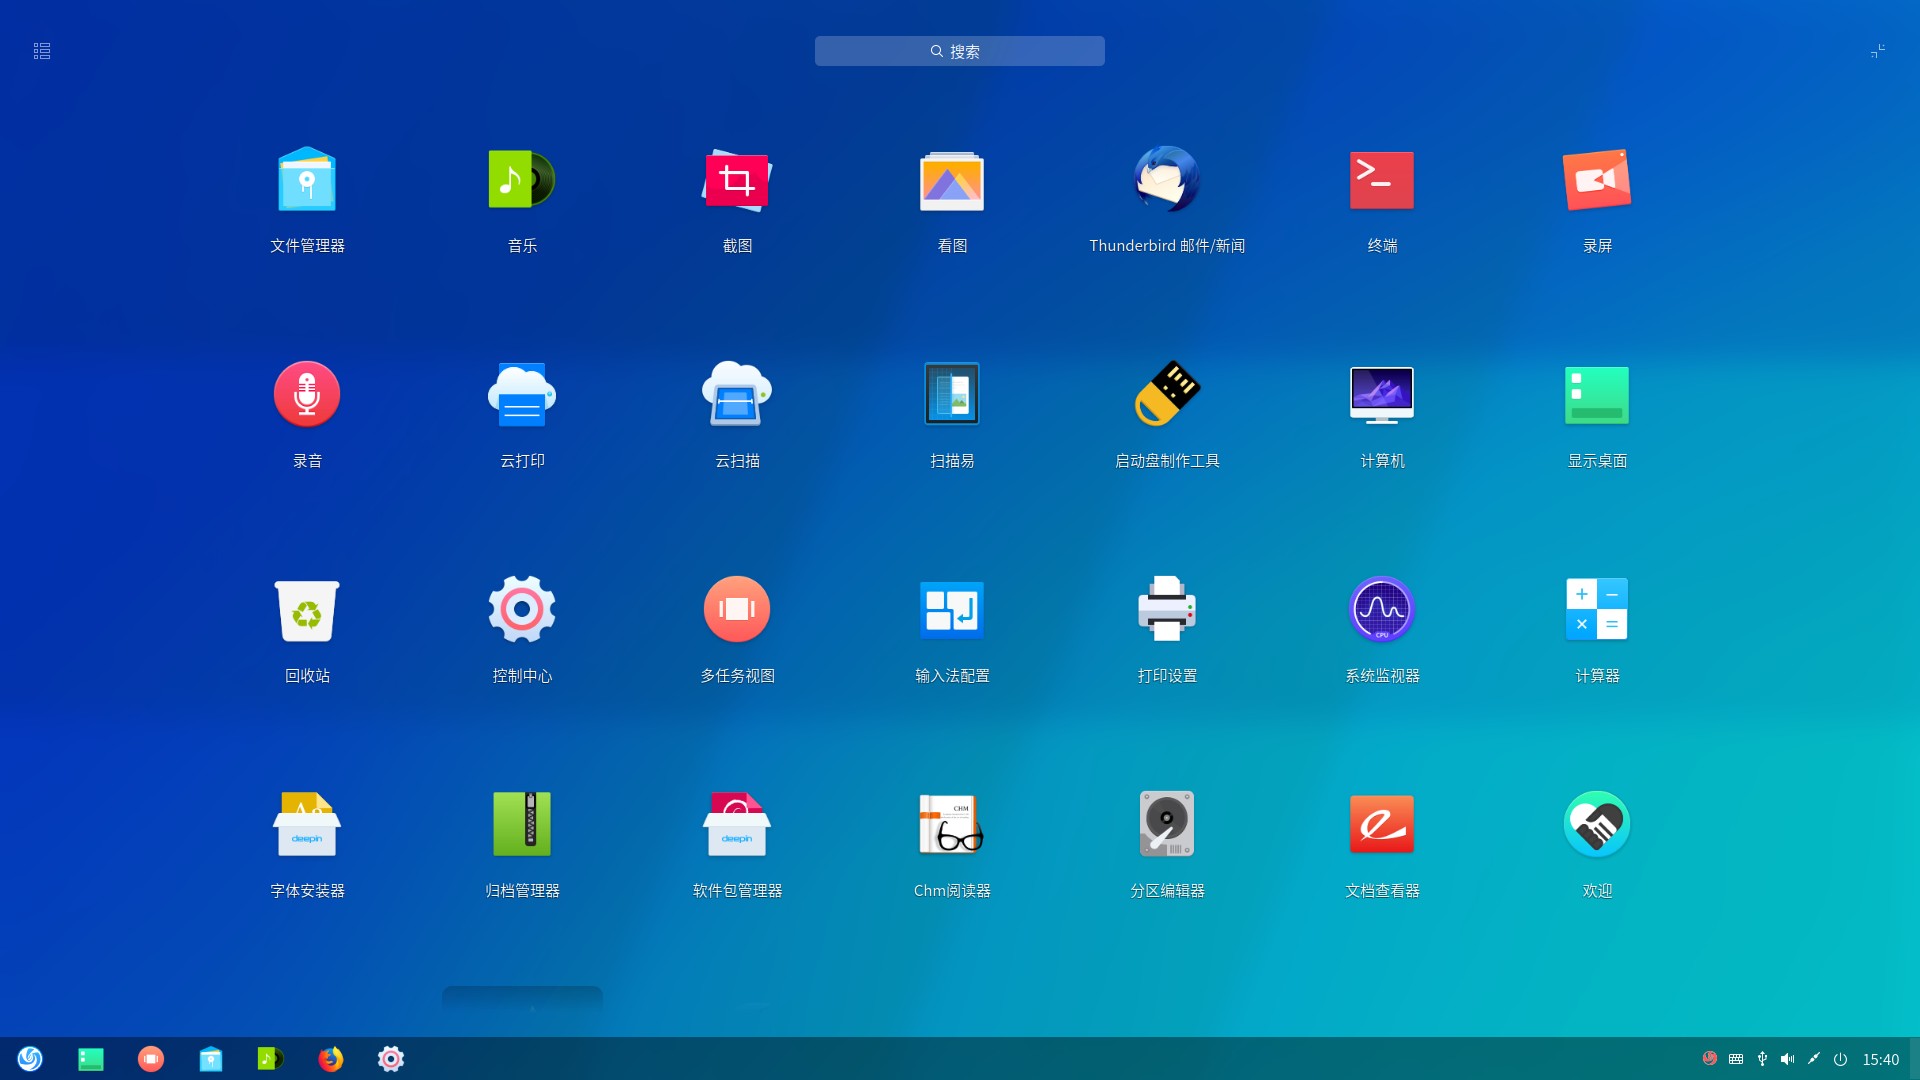 搜索
文件管理器
音乐
截图
看图
Thunderbird 邮件/新闻
终端
录屏
录音
云打印
云扫描
扫描易
启动盘制作工具
计算机
显示桌面
回收站
控制中心
多任务视图
输入法配置
打印设置
CPU
系统监视器
计算器
deepin
字体安装器
归档管理器
deepin
软件包管理器
CHM
Chm阅读器
分区编辑器
文档查看器
欢迎
15:40